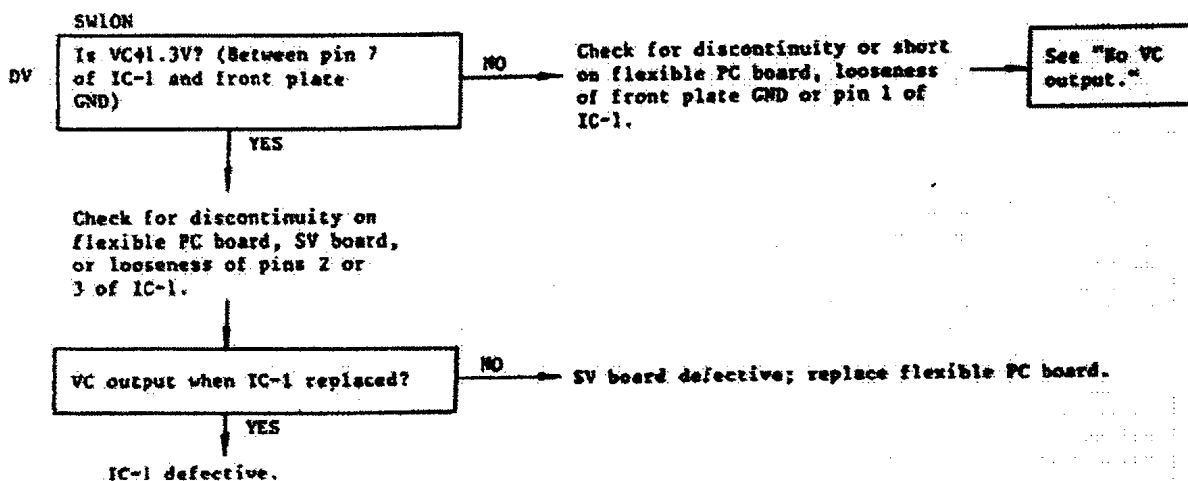 SW1ON
Is VC≑1.3V? (Between pin 7
of IC-1 and front plate
GND)
DV
NO
Check for discontinuity or short
on flexible PC board, looseness
of front plate GND or pin 1 of
IC-1.
See "No VC
output."
YES
Check for discontinuity on
flexible PC board, SV board,
or looseness of pins 2 or
3 of IC-1.
VC output when IC-1 replaced?
NO
SV board defective; replace flexible PC board.
YES
IC-1 defective.